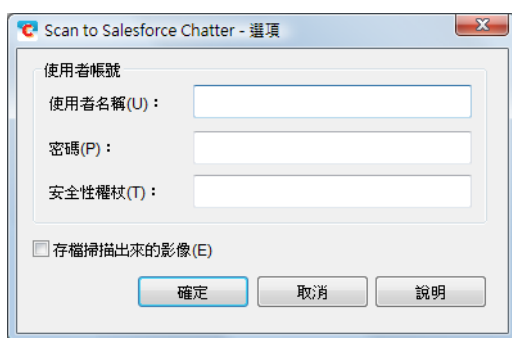 Scan to Salesforce Chatter - 選項
使用者帳號
使用者名稱(U)：
密碼(P)：
安全性權杖(T)：
存檔掃描出來的影像(E)
確定 取消 說明